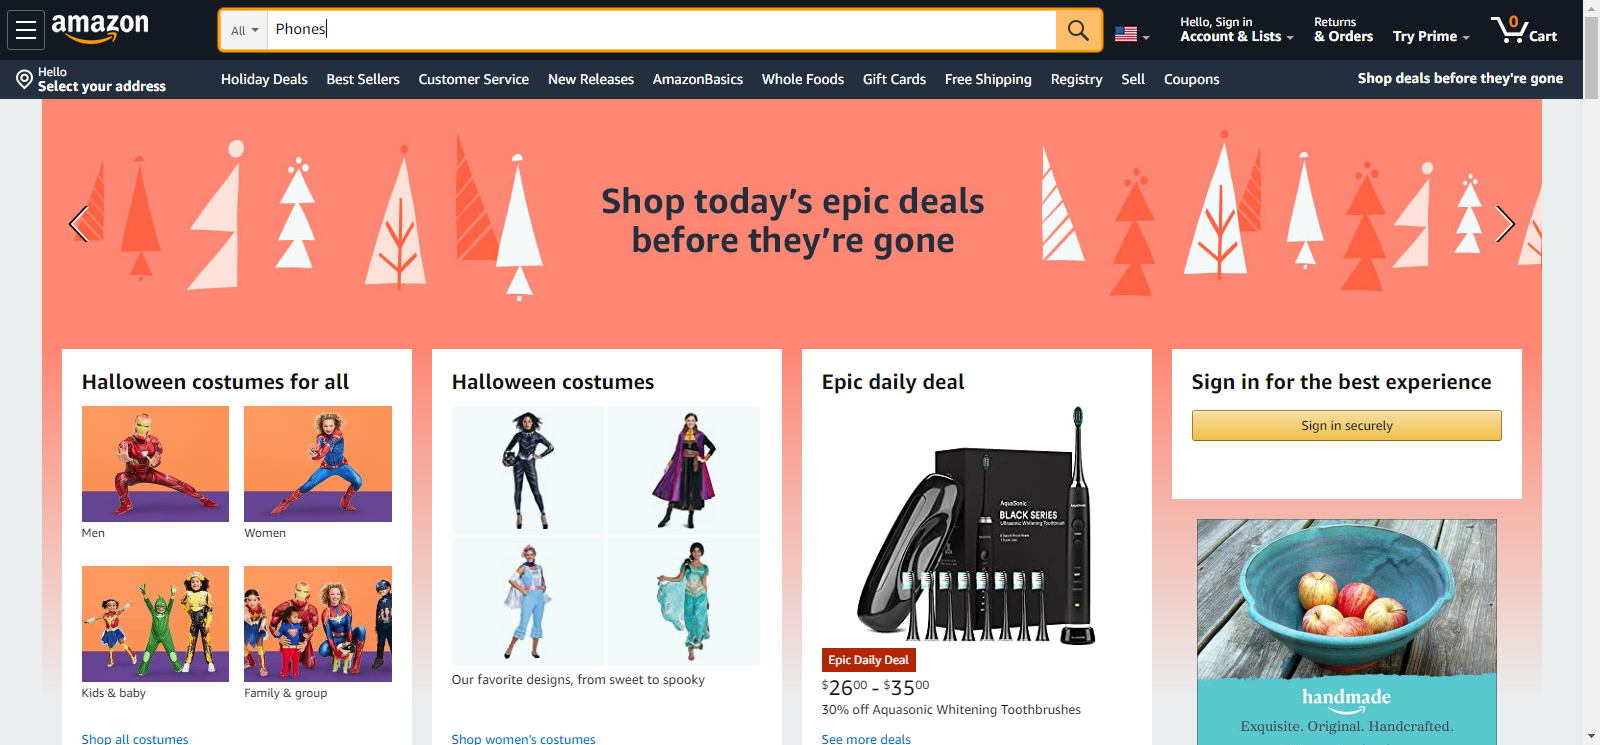 amazon
All
Phones
Hello, Sign in
Account & Lists
Returns
& Orders
Try Prime
0
Cart
Hello
Select your address
Holiday Deals
Best Sellers
Customer Service
New Releases
AmazonBasics
Whole Foods
Gift Cards
Free Shipping
Registry
Sell
Coupons
Shop deals before they're gone
Shop today’s epic deals
before they’re gone
Halloween costumes for all
Men
Women
Kids & baby
Family & group
Shop all costumes
Halloween costumes
Our favorite designs, from sweet to spooky
Shop women's costumes
Epic daily deal
AquaSonic
BLACK SERIES
Ultrasonic Whitening Toothbrush
Epic Daily Deal
$2600 - $3500
30% off Aquasonic Whitening Toothbrushes
See more deals
Sign in for the best experience
Sign in securely
handmade
Exquisite. Original. Handcrafted.